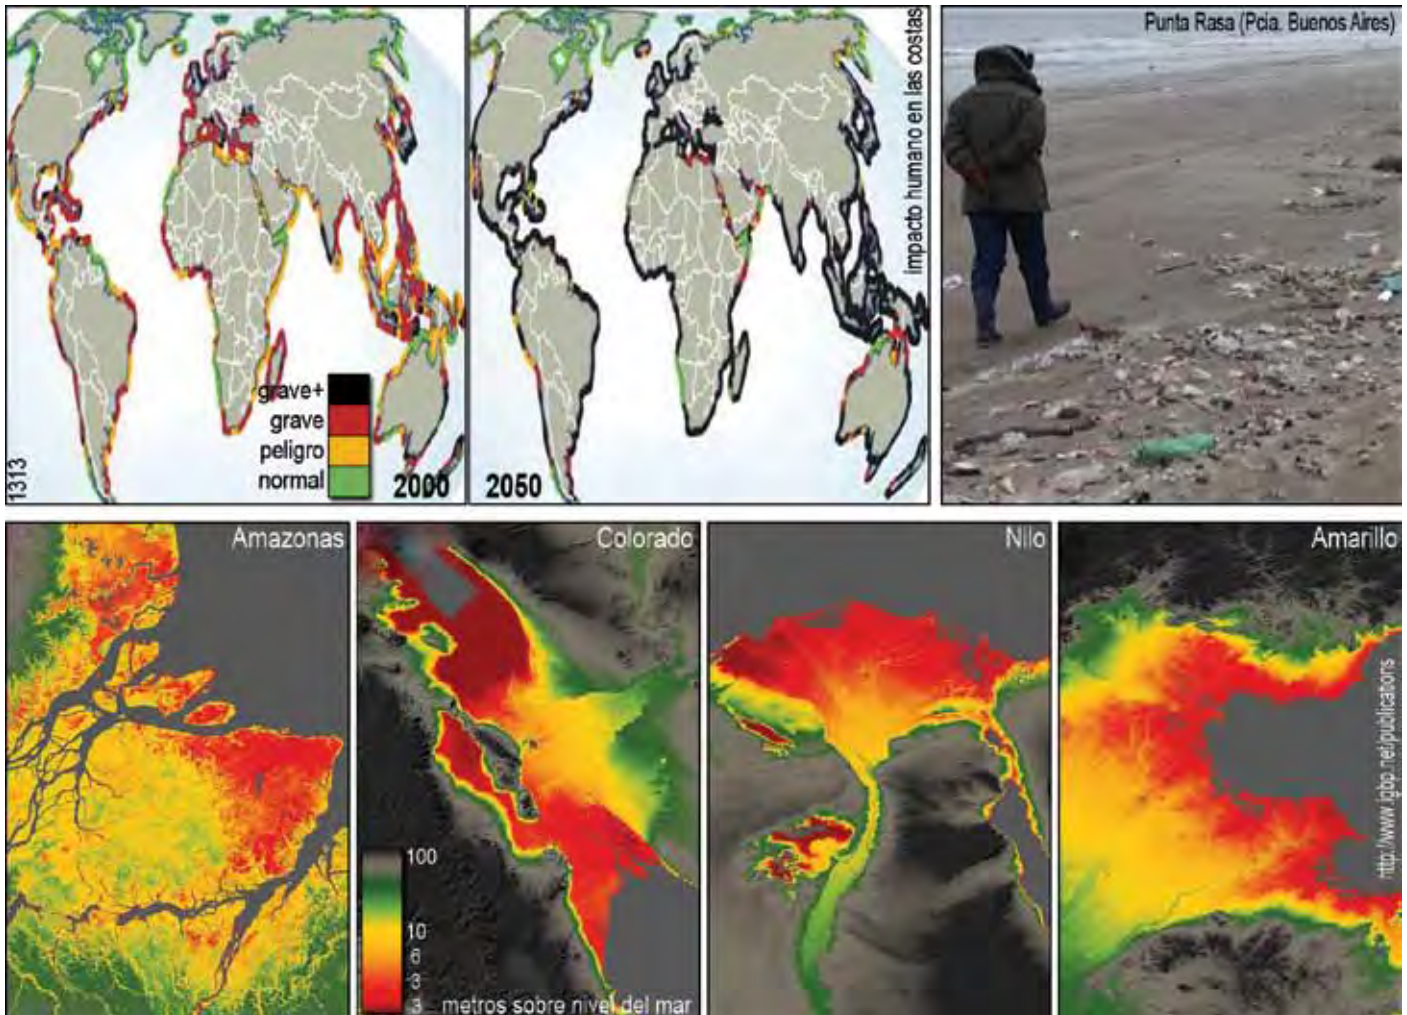 impacto humano en las costas
Punta Rasa (Pcia. Buenos Aires)
grave+
grave
peligro
normal
1313
2000
2050
Amazonas
Colorado
Nilo
Amarillo
100
10
6
3
3
metros sobre nivel del mar
http://www.igbp.net/publications